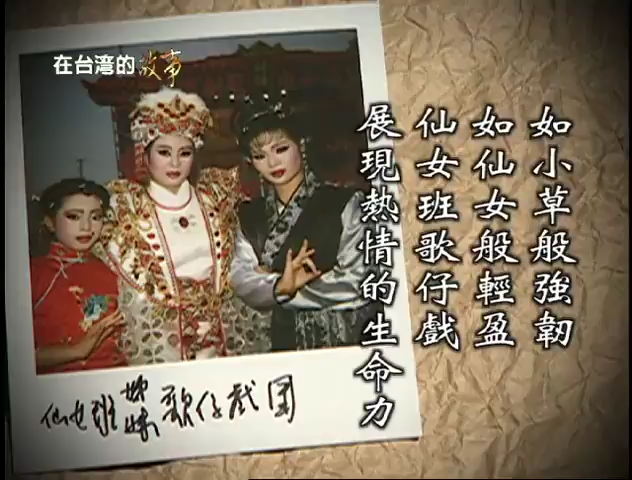 在台湾的故事
如小草般強韌
如仙女般輕盈
仙女班歌仔戲
展現熱情的生命力
仙女班姊妹歌仔戲團